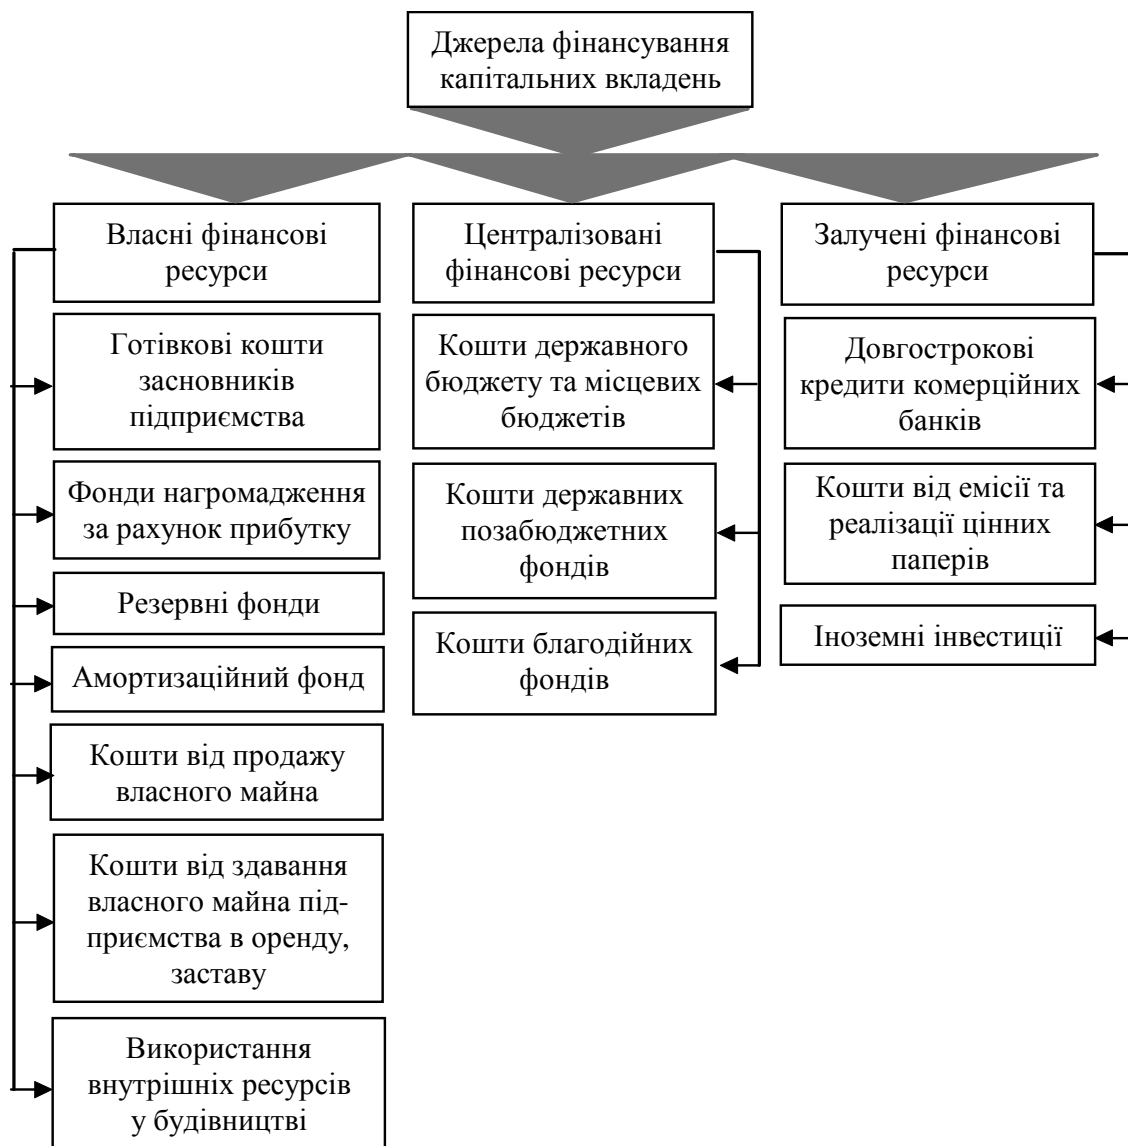 Джерела фінансування
капітальних вкладень
Власні фінансові
ресурси
Готівкові кошти
засновників
підприємства
Фонди нагромадження
за рахунок прибутку
Резервні фонди
Амортизаційний фонд
Кошти від продажу
власного майна
Кошти від здавання
власного майна під-
приємства в оренду,
заставу
Використання
внутрішніх ресурсів
у будівництві
Централізовані
фінансові ресурси
Кошти державного
бюджету та місцевих
бюджетів
Кошти державних
позабюджетних
фондів
Кошти благодійних
фондів
Залучені фінансові
ресурси
Довгострокові
кредити комерційних
банків
Кошти від емісії та
реалізації цінних
паперів
Іноземні інвестиції